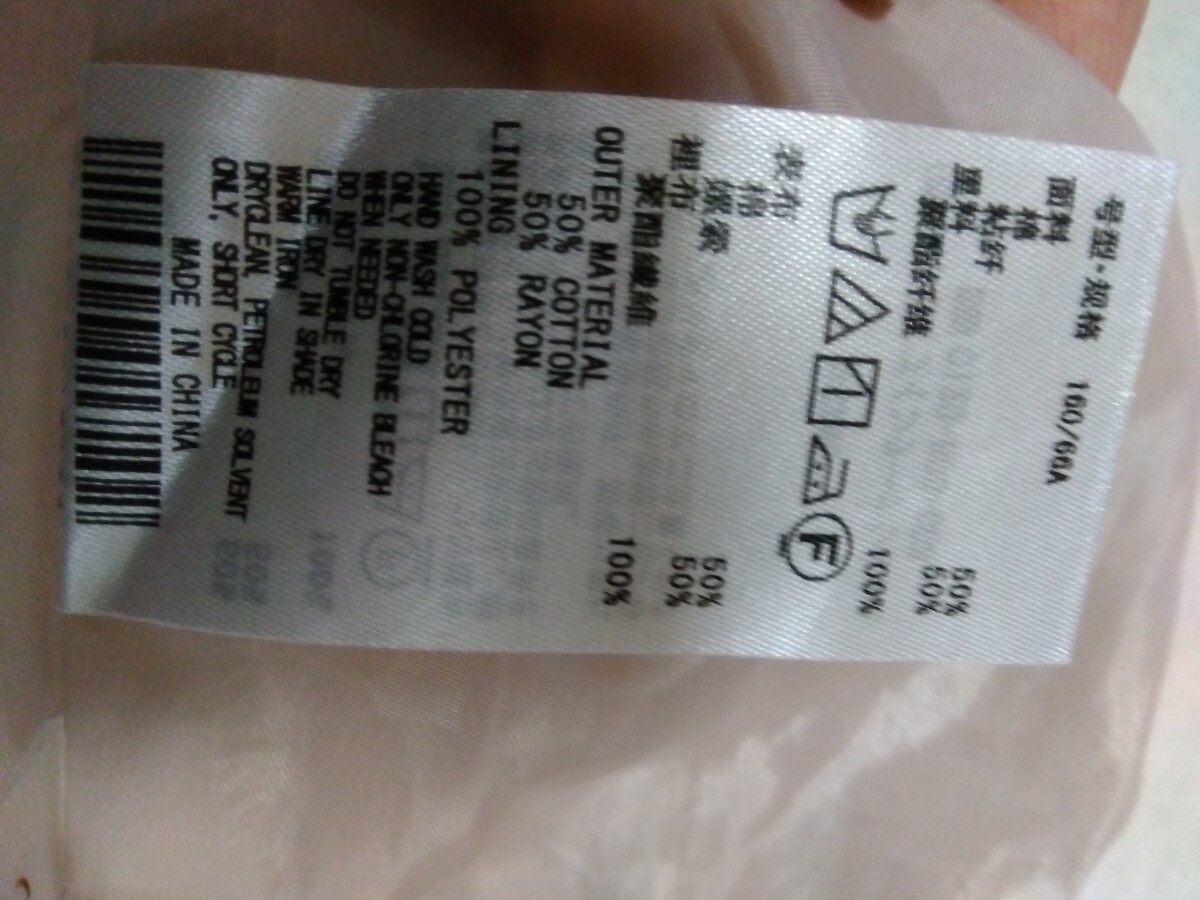 号型·规格 160/66A
面料
棉 50%
粘纤 50%
里料
聚酯纤维 100%
F
表布
棉 50%
嫘縈 50%
裡布
聚酯纖維 100%
OUTER MATERIAL
50% COTTON
50% RAYON
LINING
100% POLYESTER
HAND WASH COLD
ONLY NON-CHLORINE BLEACH
WHEN NEEDED
DO NOT TUMBLE DRY
LINE DRY IN SHADE
WARM IRON
DRYCLEAN, PETROLEUM SOLVENT
ONLY, SHORT CYCLE
MADE IN CHINA